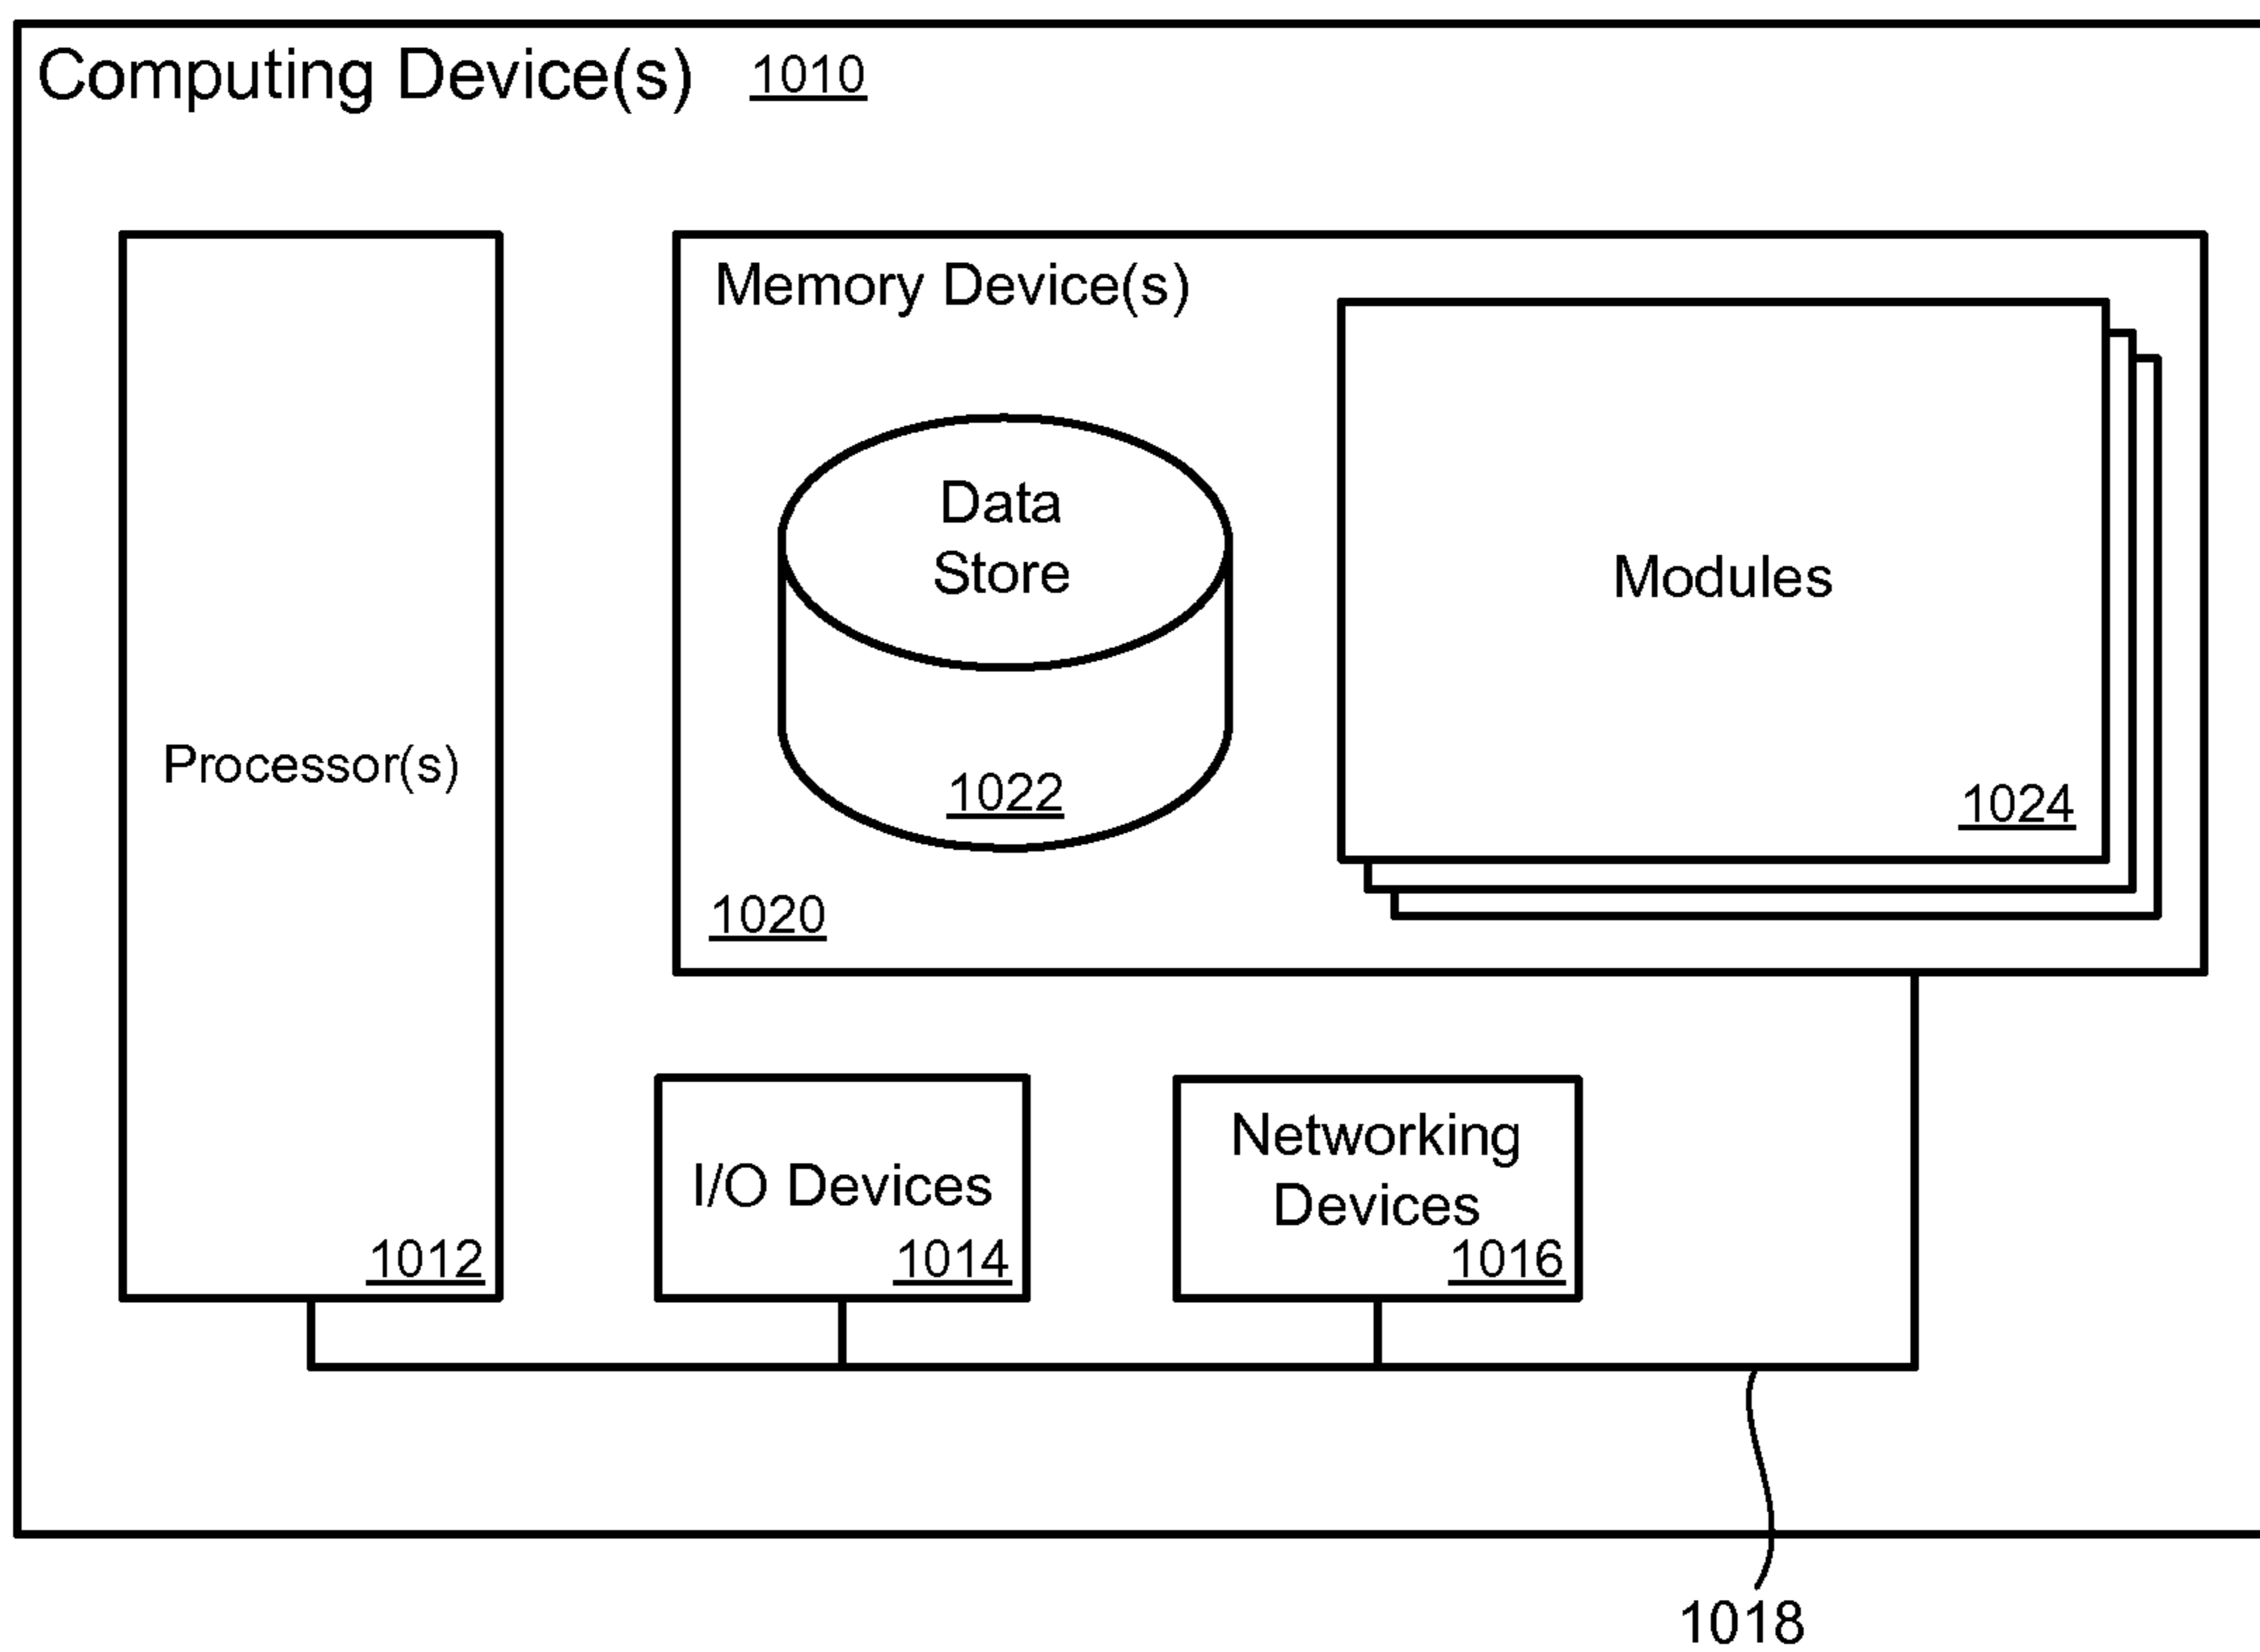 Computing Device(s) 1010
Memory Device(s)
Data
Store
1022
Modules
1024
1020
Processor(s)
1012
I/O Devices
1014
Networking
Devices
1016
1018